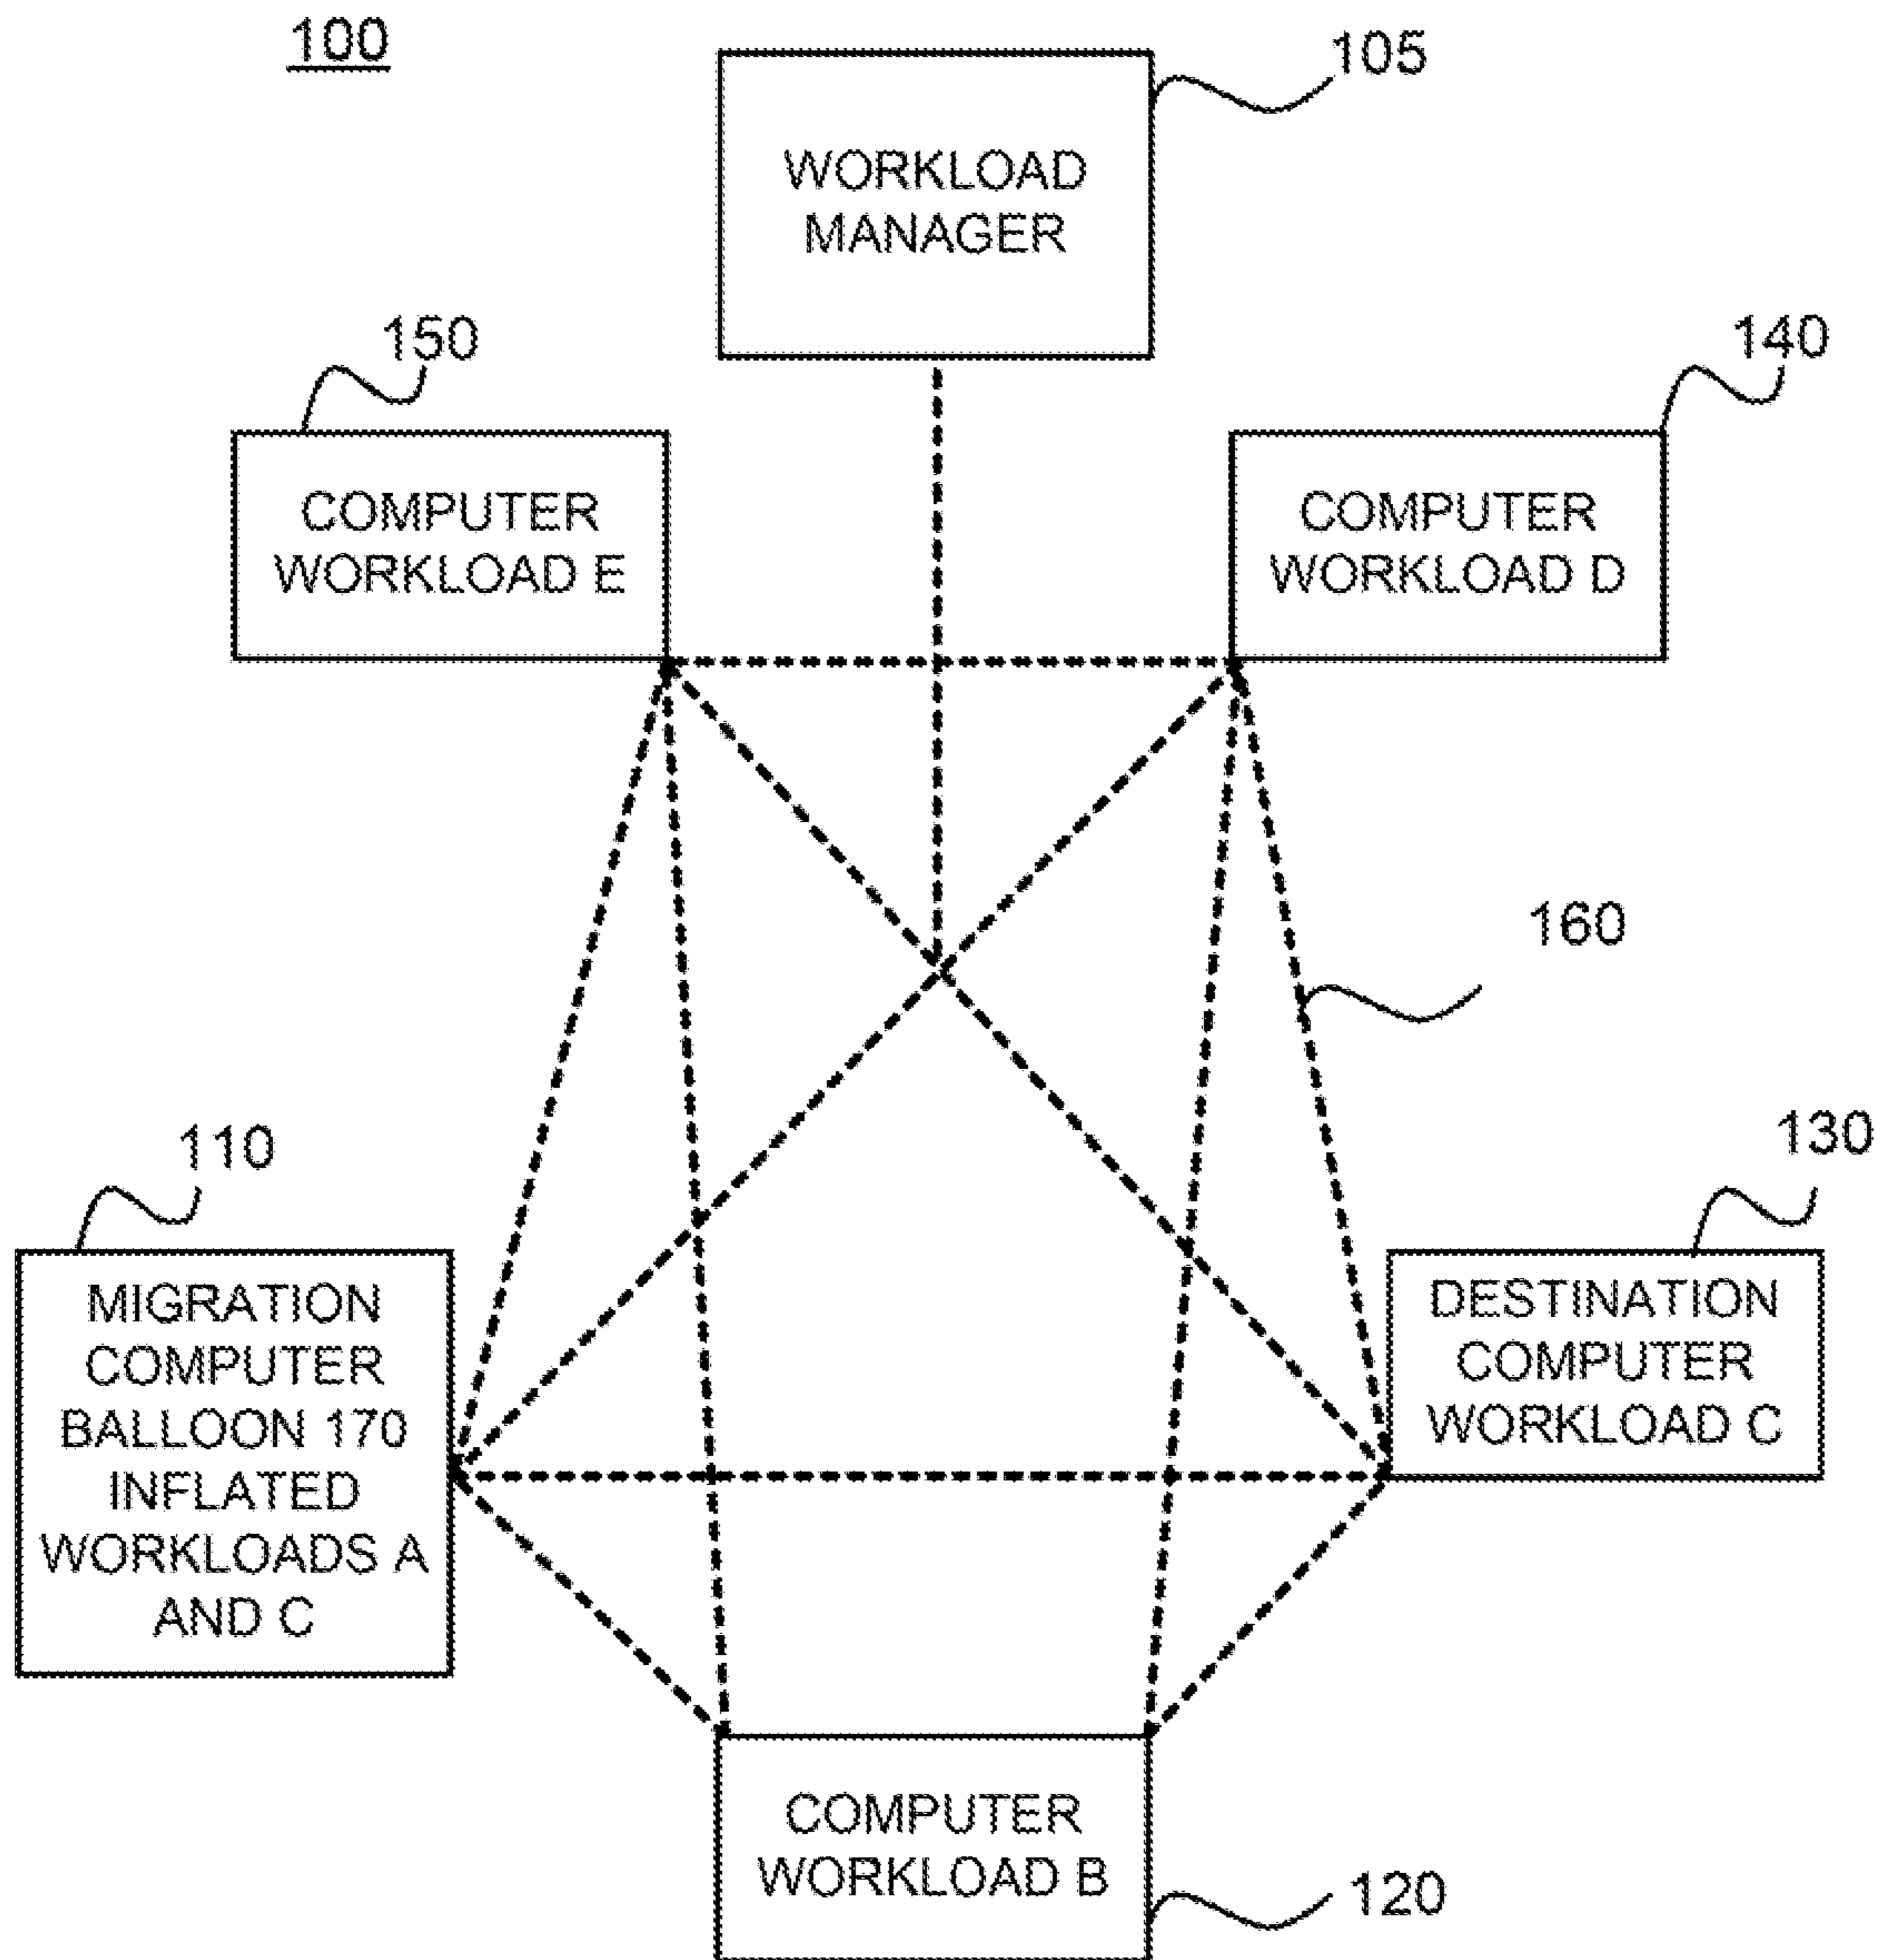 100
105
WORKLOAD
MANAGER
150
140
COMPUTER
WORKLOAD E
COMPUTER
WORKLOAD D
160
110
130
MIGRATION
COMPUTER
BALLOON 170
INFLATED
WORKLOADS A
AND C
DESTINATION
COMPUTER
WORKLOAD C
COMPUTER
WORKLOAD B
120